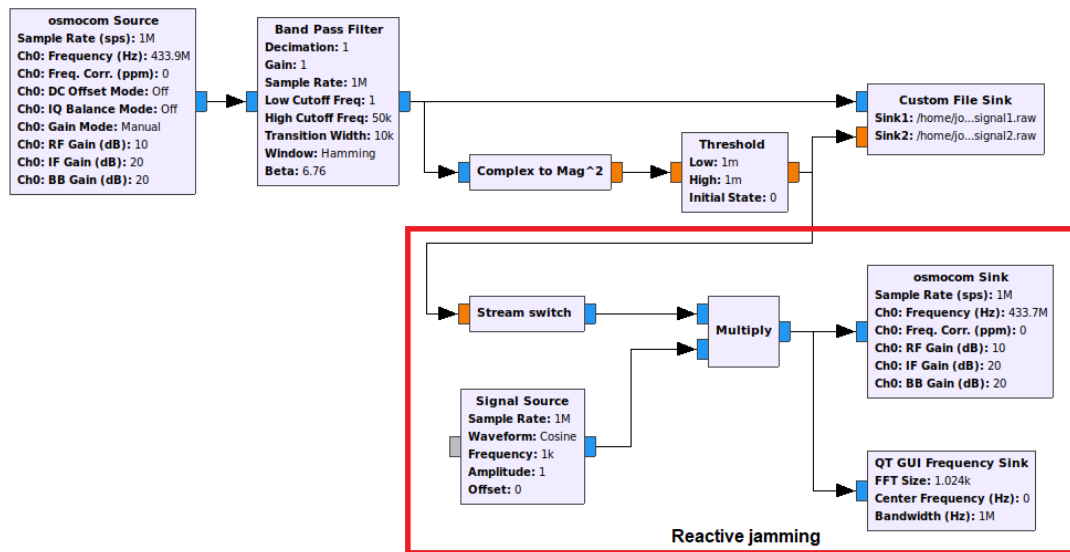 osmocom Source
Sample Rate (sps): 1M
Ch0: Frequency (Hz): 433.9M
Ch0: Freq. Corr. (ppm): 0
Ch0: DC Offset Mode: Off
Ch0: IQ Balance Mode: Off
Ch0: Gain Mode: Manual
Ch0: RF Gain (dB): 10
Ch0: IF Gain (dB): 20
Ch0: BB Gain (dB): 20
Band Pass Filter
Decimation: 1
Gain: 1
Sample Rate: 1M
Low Cutoff Freq: 1
High Cutoff Freq: 50k
Transition Width: 10k
Window: Hamming
Beta: 6.76
Custom File Sink
Sink1: /home/jo...signal1.raw
Sink2: /home/jo...signal2.raw
Complex to Mag^2
Threshold
Low: 1m
High: 1m
Initial State: 0
Stream switch
Multiply
osmocom Sink
Sample Rate (sps): 1M
Ch0: Frequency (Hz): 433.7M
Ch0: Freq. Corr. (ppm): 0
Ch0: RF Gain (dB): 10
Ch0: IF Gain (dB): 20
Ch0: BB Gain (dB): 20
Signal Source
Sample Rate: 1M
Waveform: Cosine
Frequency: 1k
Amplitude: 1
Offset: 0
QT GUI Frequency Sink
FFT Size: 1.024k
Center Frequency (Hz): 0
Bandwidth (Hz): 1M
Reactive jamming